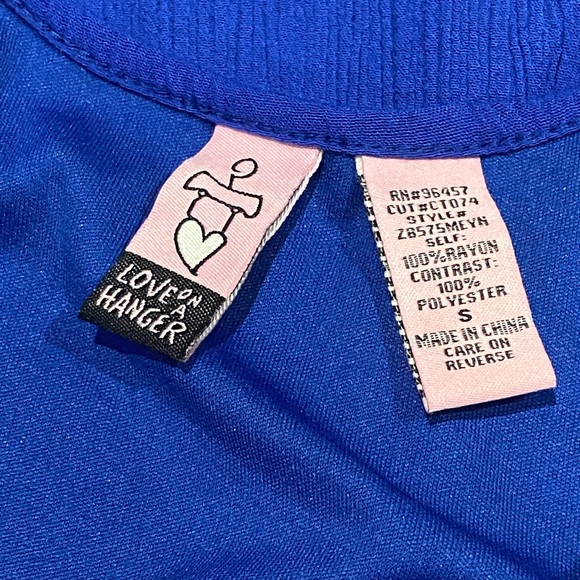 LOVE ON A
HANGER
RN#96457
CUT#CT074
STYLE#
Z8575MEYN
SELF:
100%RAYON
CONTRAST:
100%
POLYESTER
S
MADE IN CHINA
CARE ON
REVERSE